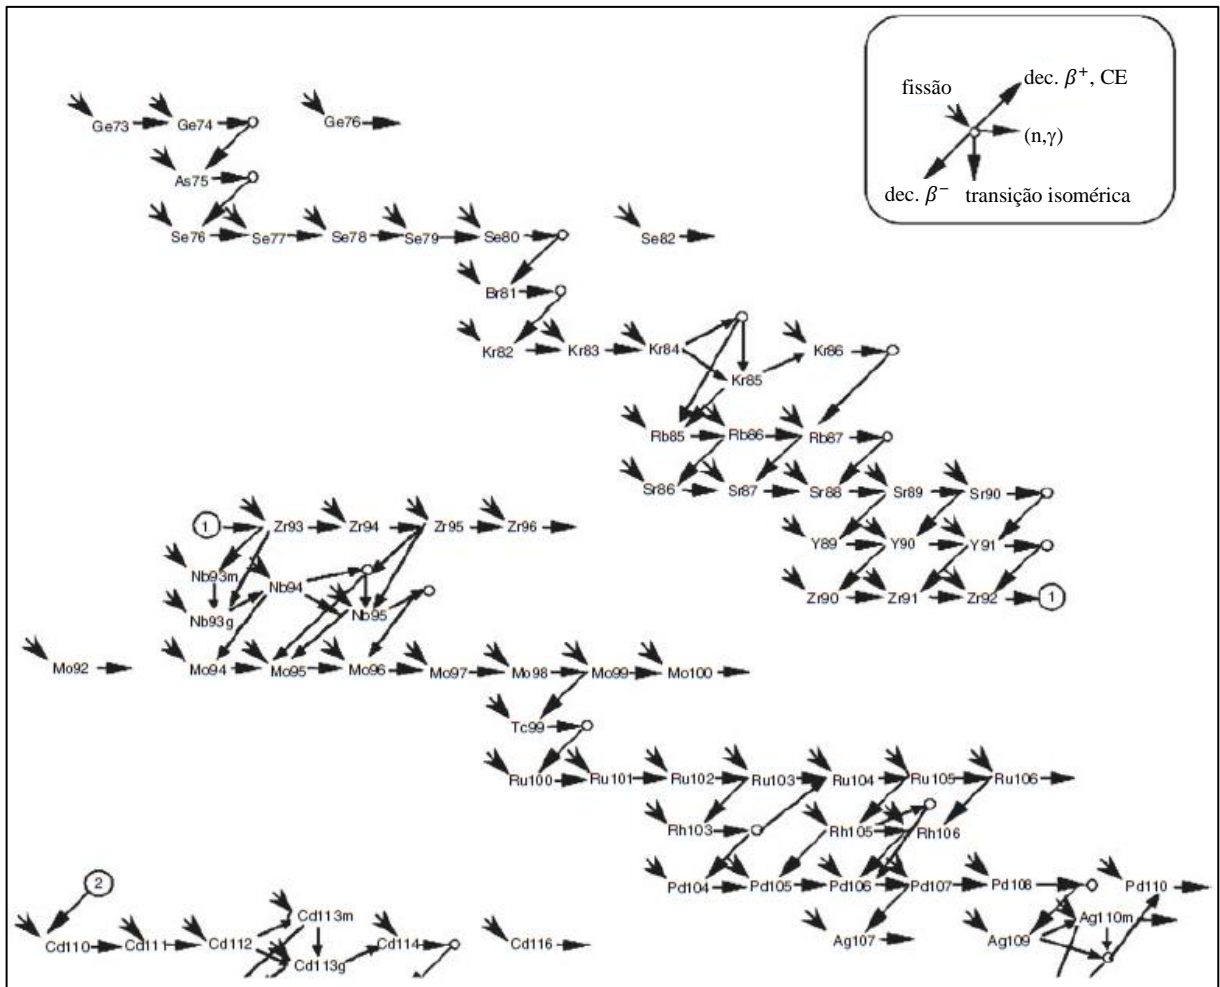 dec. β⁺, CE
fissão
(n,γ)
dec. β⁻ transição isomérica
Ge73 Ge74 Ge76
As75
Se76 Se77 Se78 Se79 Se80 Se82
Br81
Kr82 Kr83 Kr84 Kr86
Kr85
Rb85 Rb86 Rb87
Sr86 Sr87 Sr88 Sr89 Sr90
1 Zr93 Zr94 Zr95 Zr96
Y89 Y90 Y91
Nb93m Nb94
Zr90 Zr91 Zr92 1
Nb93g Nb95
Mo92 Mo94 Mo95 Mo96 Mo97 Mo98 Mo99 Mo100
Tc99
Ru100 Ru101 Ru102 Ru103 Ru104 Ru105 Ru106
Rh103 Rh105 Rh106
2 Pd104 Pd105 Pd106 Pd107 Pd108 Pd110
Cd113m Ag110m
Cd110 Cd111 Cd112 Cd114 Cd116 Ag107 Ag109
Cd113g